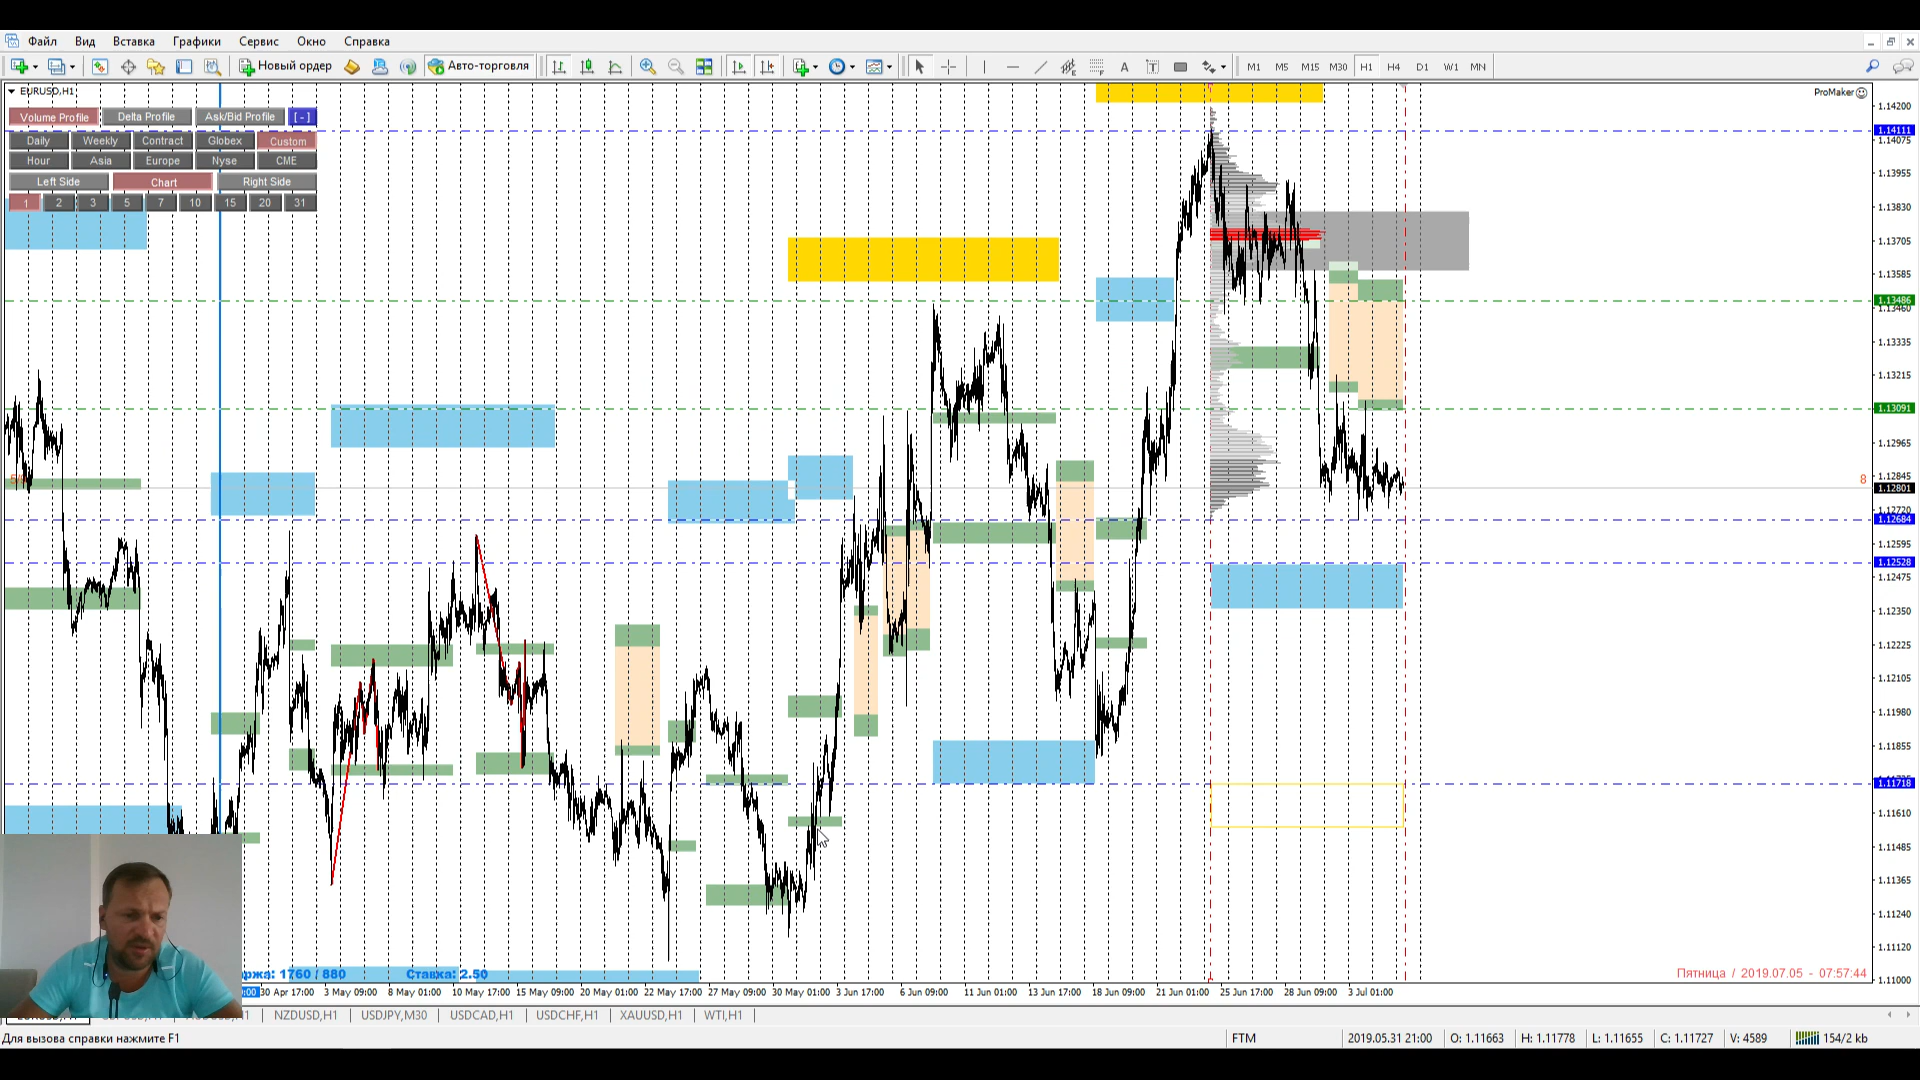 Файл Вид Вставка Графики Сервис Окно Справка
Новый ордер Авто-торговля A T M1 M5 M15 M30 H1 H4 D1 W1 MN
EURUSD,H1
ProMaker
Volume Profile Delta Profile Ask/Bid Profile [-]
Daily Weekly Contract Globex Custom
Hour Asia Europe Nyse CME
Left Side Chart Right Side
1 2 3 5 7 10 15 20 31
1.14200
1.14111
1.14075
1.13955
1.13830
1.13705
1.13585
1.13486
1.13460
1.13335
1.13215
1.13091
1.12965
8
1.12845
1.12801
1.12720
1.12684
1.12595
1.12528
1.12475
1.12350
1.12225
1.12105
1.11980
1.11855
1.11718
1.11610
1.11485
1.11365
1.11240
1.11120
1.11000
ржа: 1760 / 880 Ставка: 2.50
Пятница / 2019.07.05 - 07:57:44
30 Apr 17:00 3 May 09:00 8 May 01:00 10 May 17:00 15 May 09:00 20 May 01:00 22 May 17:00 27 May 09:00 30 May 01:00 3 Jun 17:00 6 Jun 09:00 11 Jun 01:00 13 Jun 17:00 18 Jun 09:00 21 Jun 01:00 25 Jun 17:00 28 Jun 09:00 3 Jul 01:00
NZDUSD,H1 USDJPY,M30 USDCAD,H1 USDCHF,H1 XAUUSD,H1 WTI,H1
Для вызова справки нажмите F1 FTM 2019.05.31 21:00 O: 1.11663 H: 1.11778 L: 1.11655 C: 1.11727 V: 4589 154/2 kb